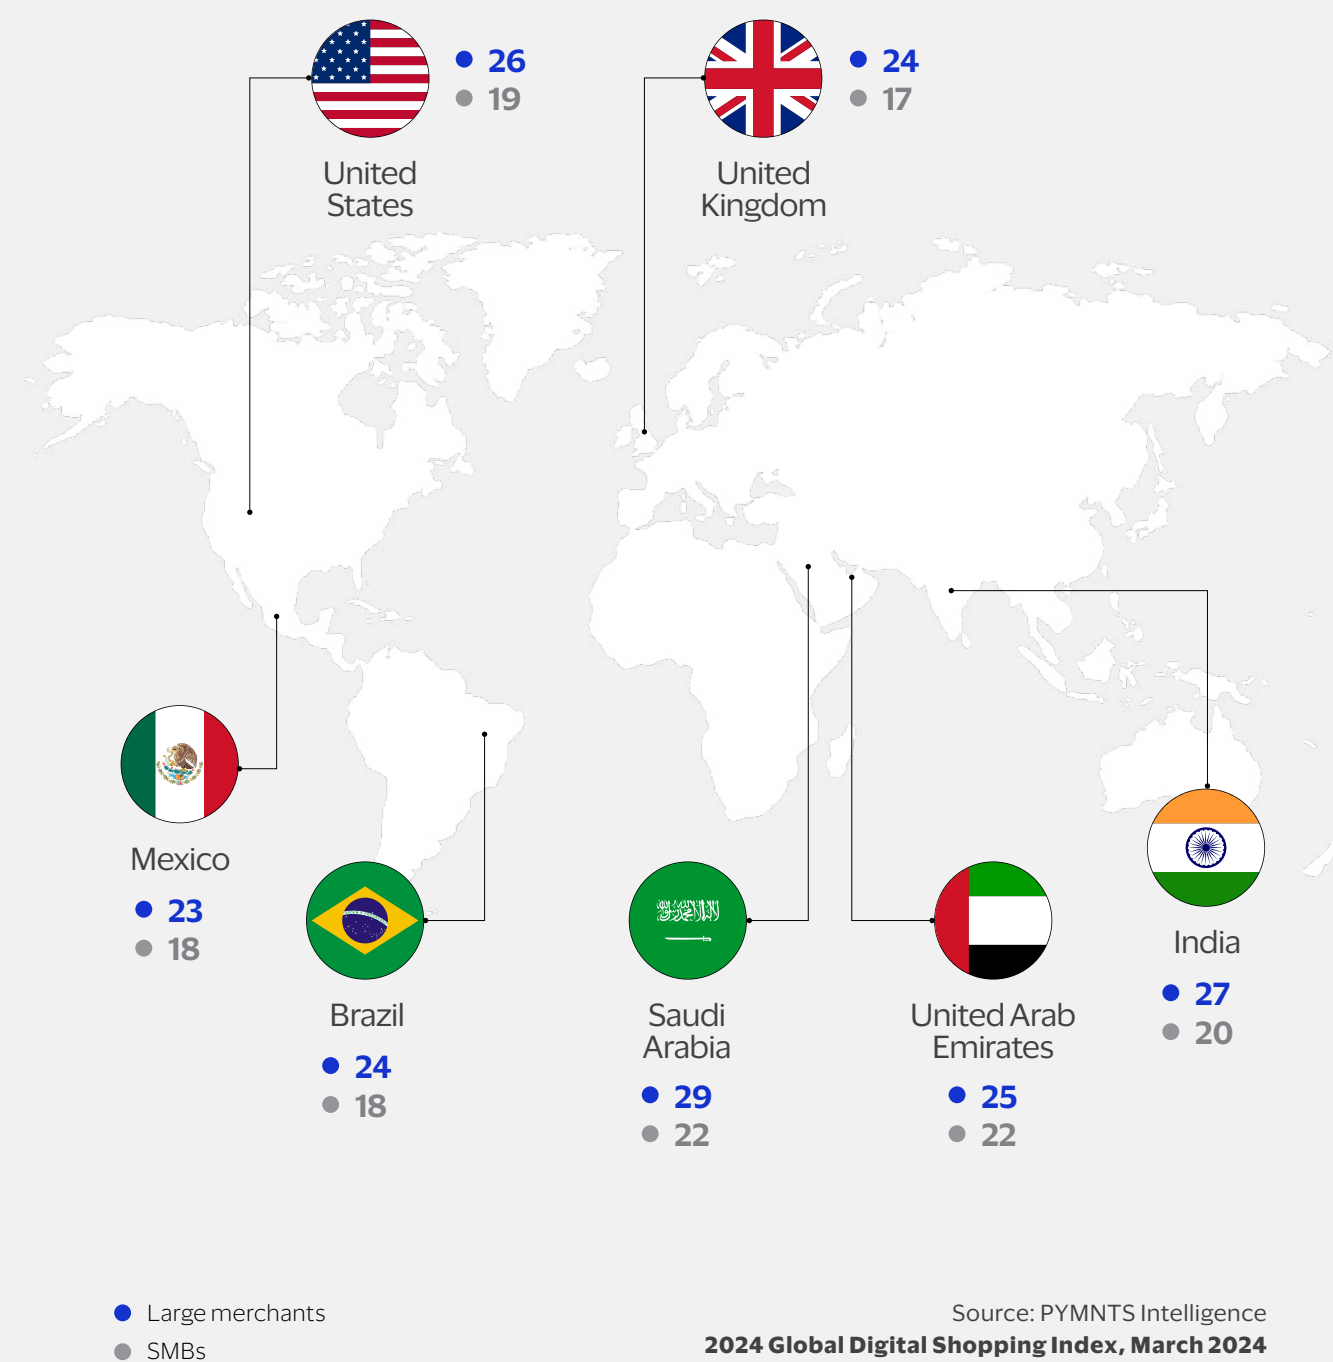 26
19
United
States
24
17
United
Kingdom
Mexico
23
18
Brazil
24
18
Saudi
Arabia
29
22
United Arab
Emirates
25
22
India
27
20
Large merchants
SMBs
Source: PYMNTS Intelligence
2024 Global Digital Shopping Index, March 2024